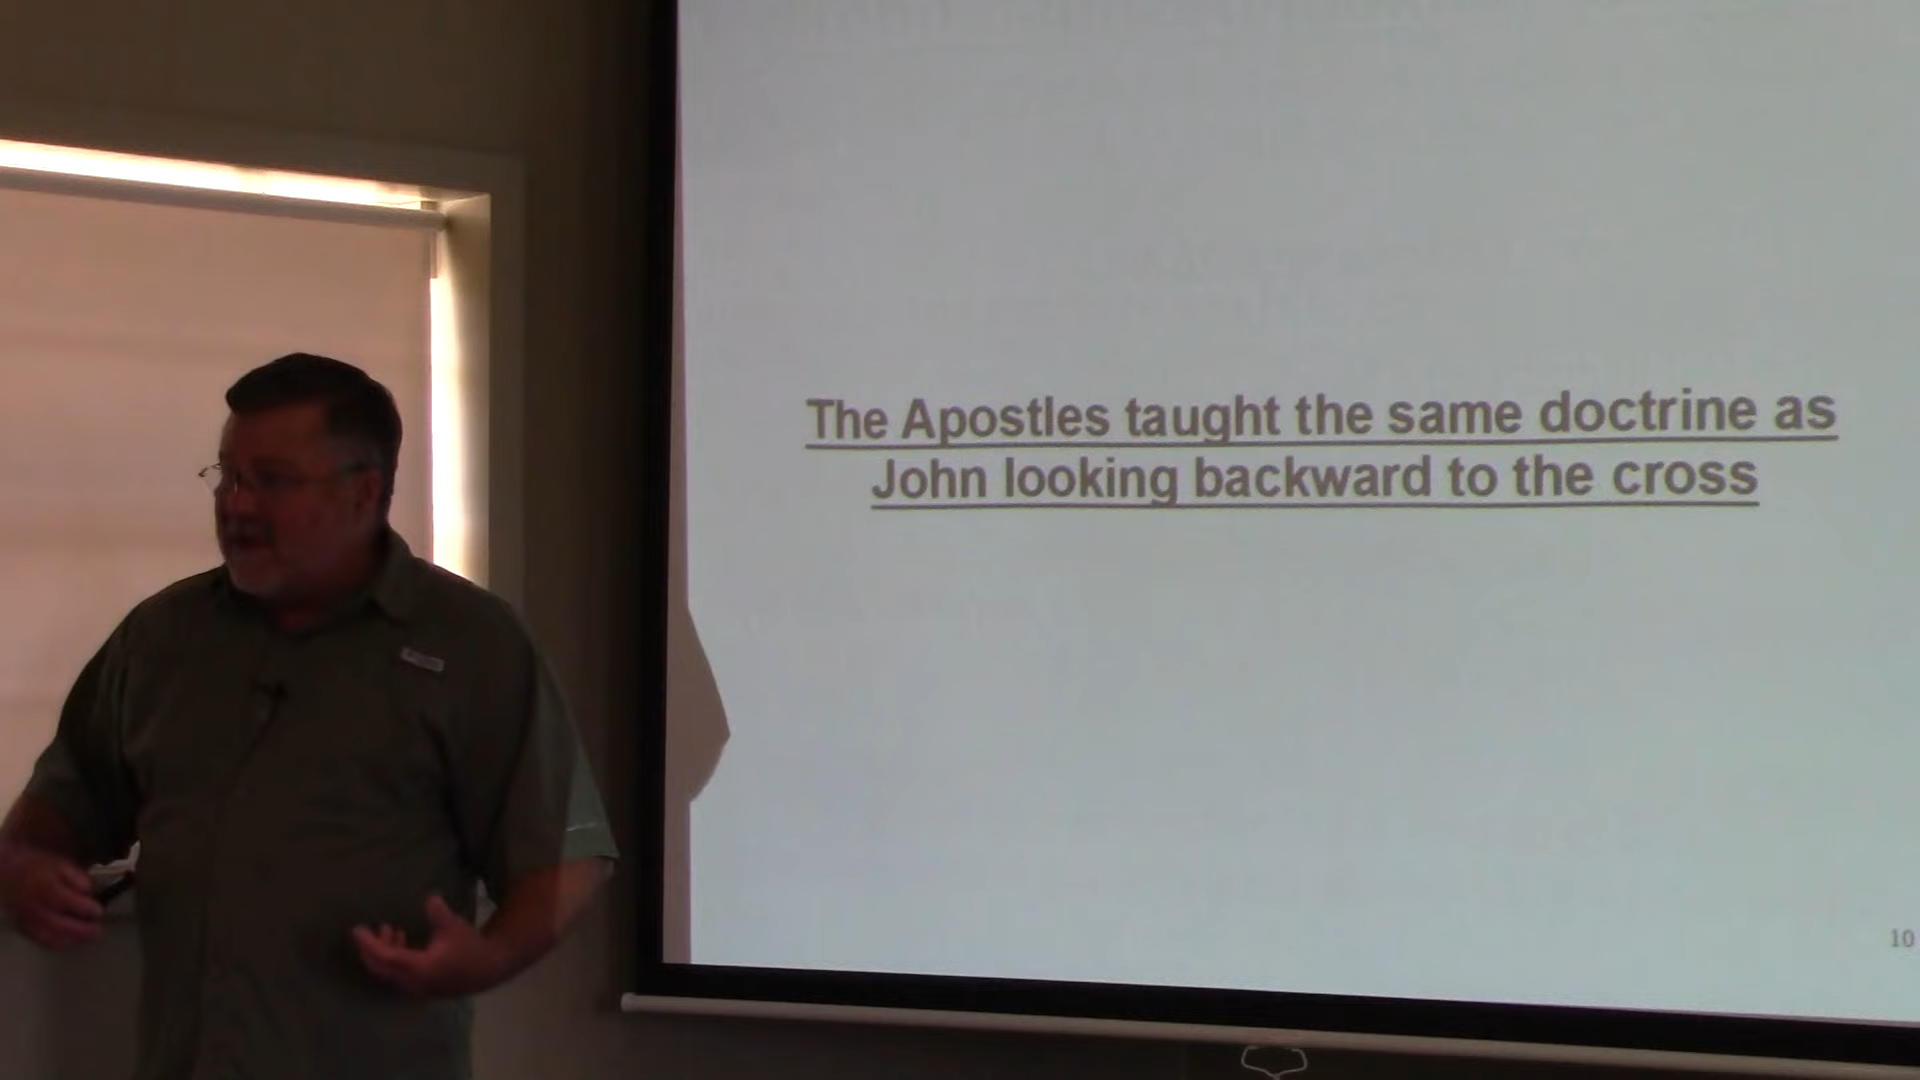 The Apostles taught the same doctrine as
John looking backward to the cross
10